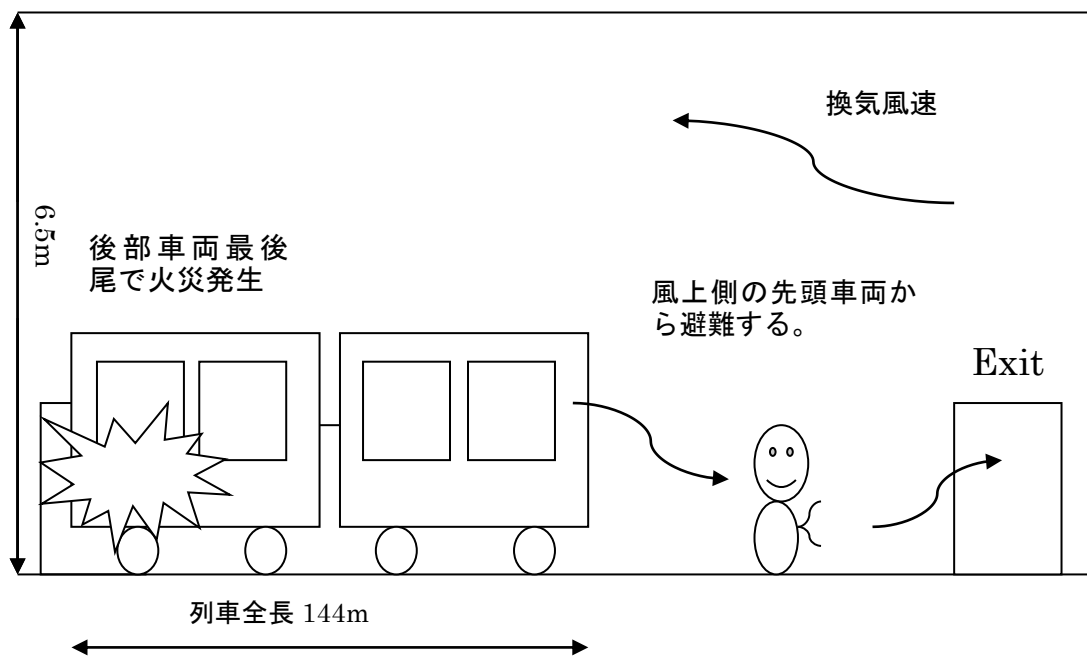 換気風速
6.5m
後部車両最後
尾で火災発生
風上側の先頭車両か
ら避難する。
Exit
列車全長 144m